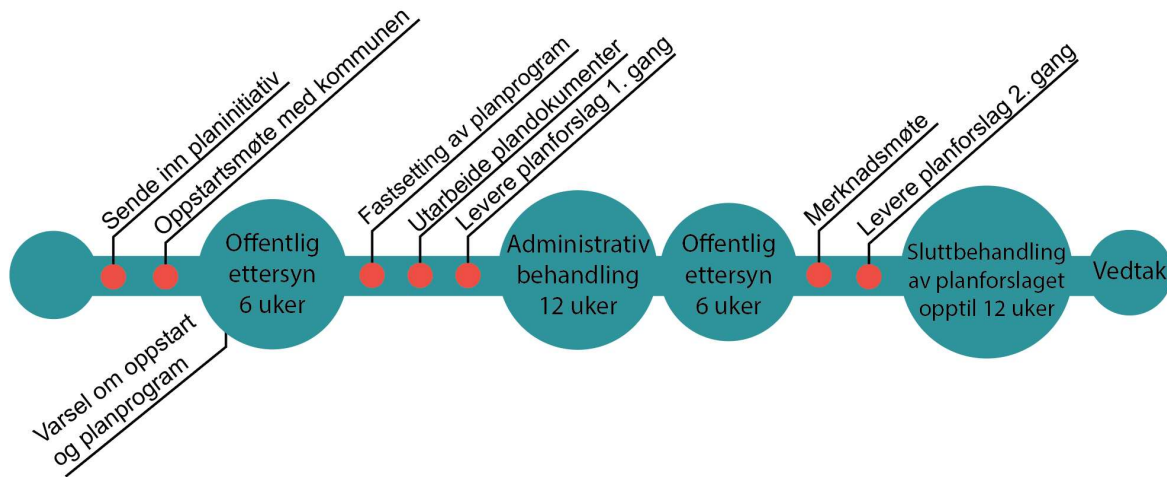 Sende inn planinitiativ
Oppstartsmøte med kommunen
Offentlig
ettersyn
6 uker
Varsel om oppstart
og planprogram
Fastsetting av planprogram
Utarbeide plandokumenter
Levere planforslag 1. gang
Administrativ
behandling
12 uker
Offentlig
ettersyn
6 uker
Merknadsmøte
Levere planforslag 2. gang
Sluttbehandling
av planforslaget
opptil 12 uker
Vedtak